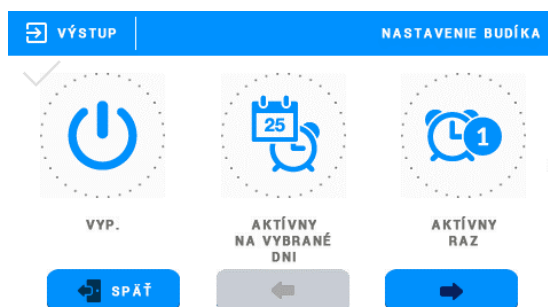 VÝSTUP
NASTAVENIE BUDÍKA
25
1
VYP.
AKTÍVNY
NA VYBRANÉ
DNI
AKTÍVNY
RAZ
SPÄŤ